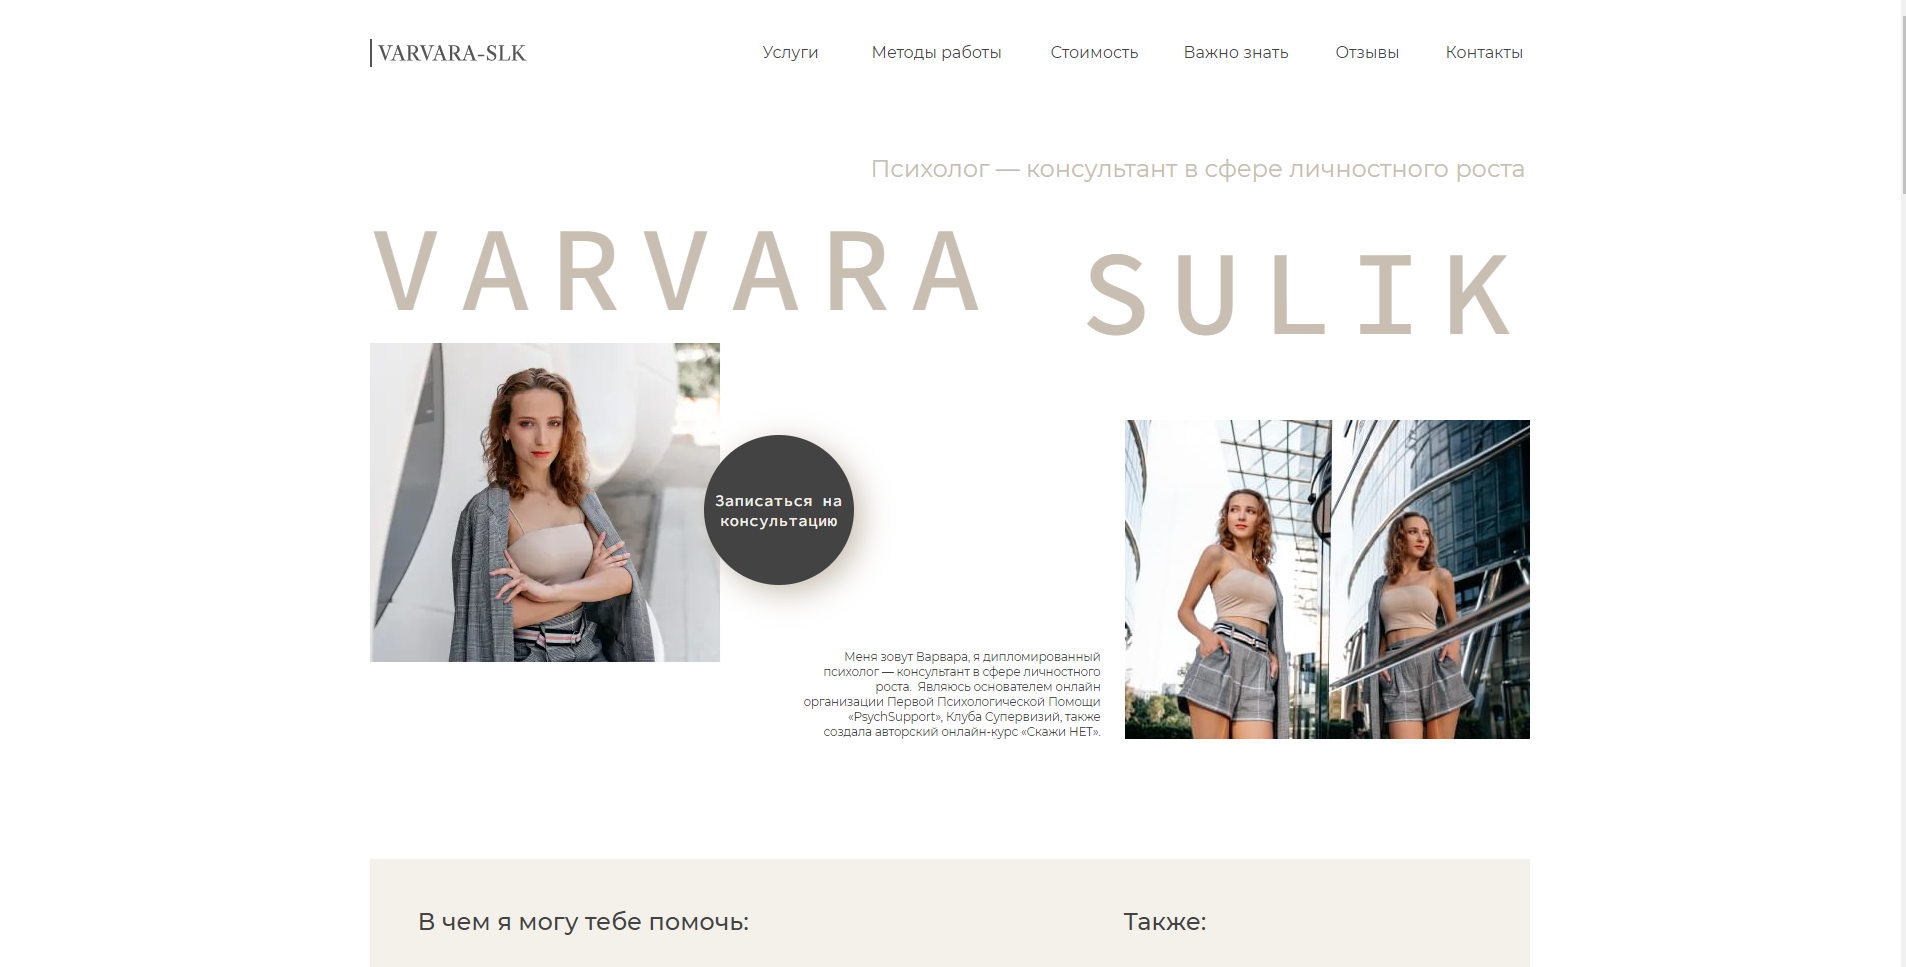 VARVARA-SLK
Услуги
Методы работы
Стоимость
Важно знать
Отзывы
Контакты
Психолог — консультант в сфере личностного роста
VARVARA
SULIK
Записаться на
консультацию
Меня зовут Варвара, я дипломированный
психолог — консультант в сфере личностного
роста. Являюсь основателем онлайн
организации Первой Психологической Помощи
«PsychSupport», Клуба Супервизий, также
создала авторский онлайн-курс «Скажи НЕТ».
В чем я могу тебе помочь:
Также: